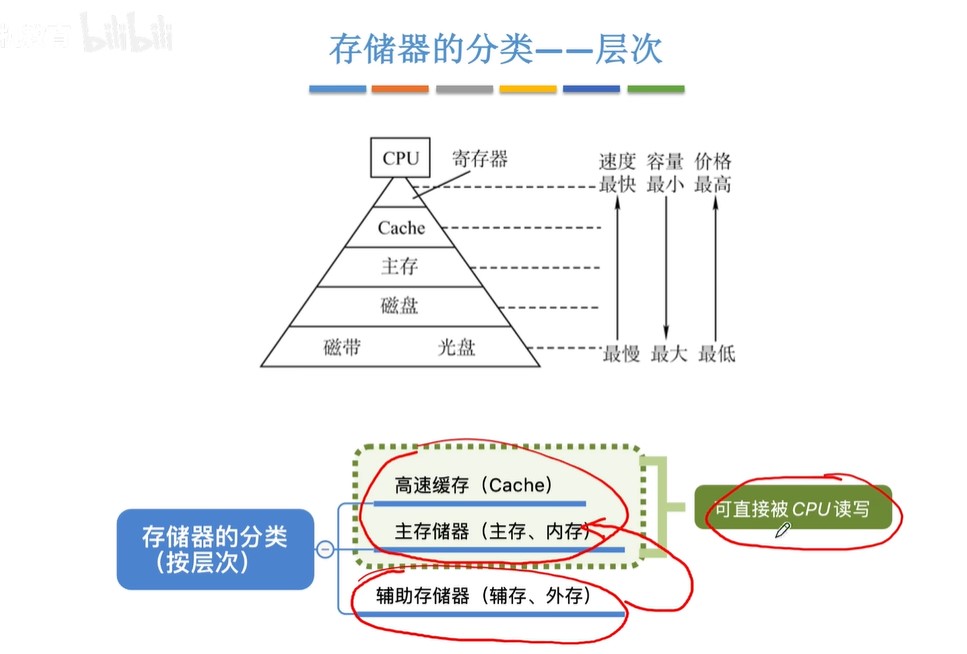 bilibili
存储器的分类——层次
CPU
寄存器
速度 容量 价格
最快 最小 最高
Cache
主存
磁盘
磁带 光盘
最慢 最大 最低
高速缓存（Cache）
可直接被CPU读写
存储器的分类
（按层次）
主存储器（主存、内存）
辅助存储器（辅存、外存）